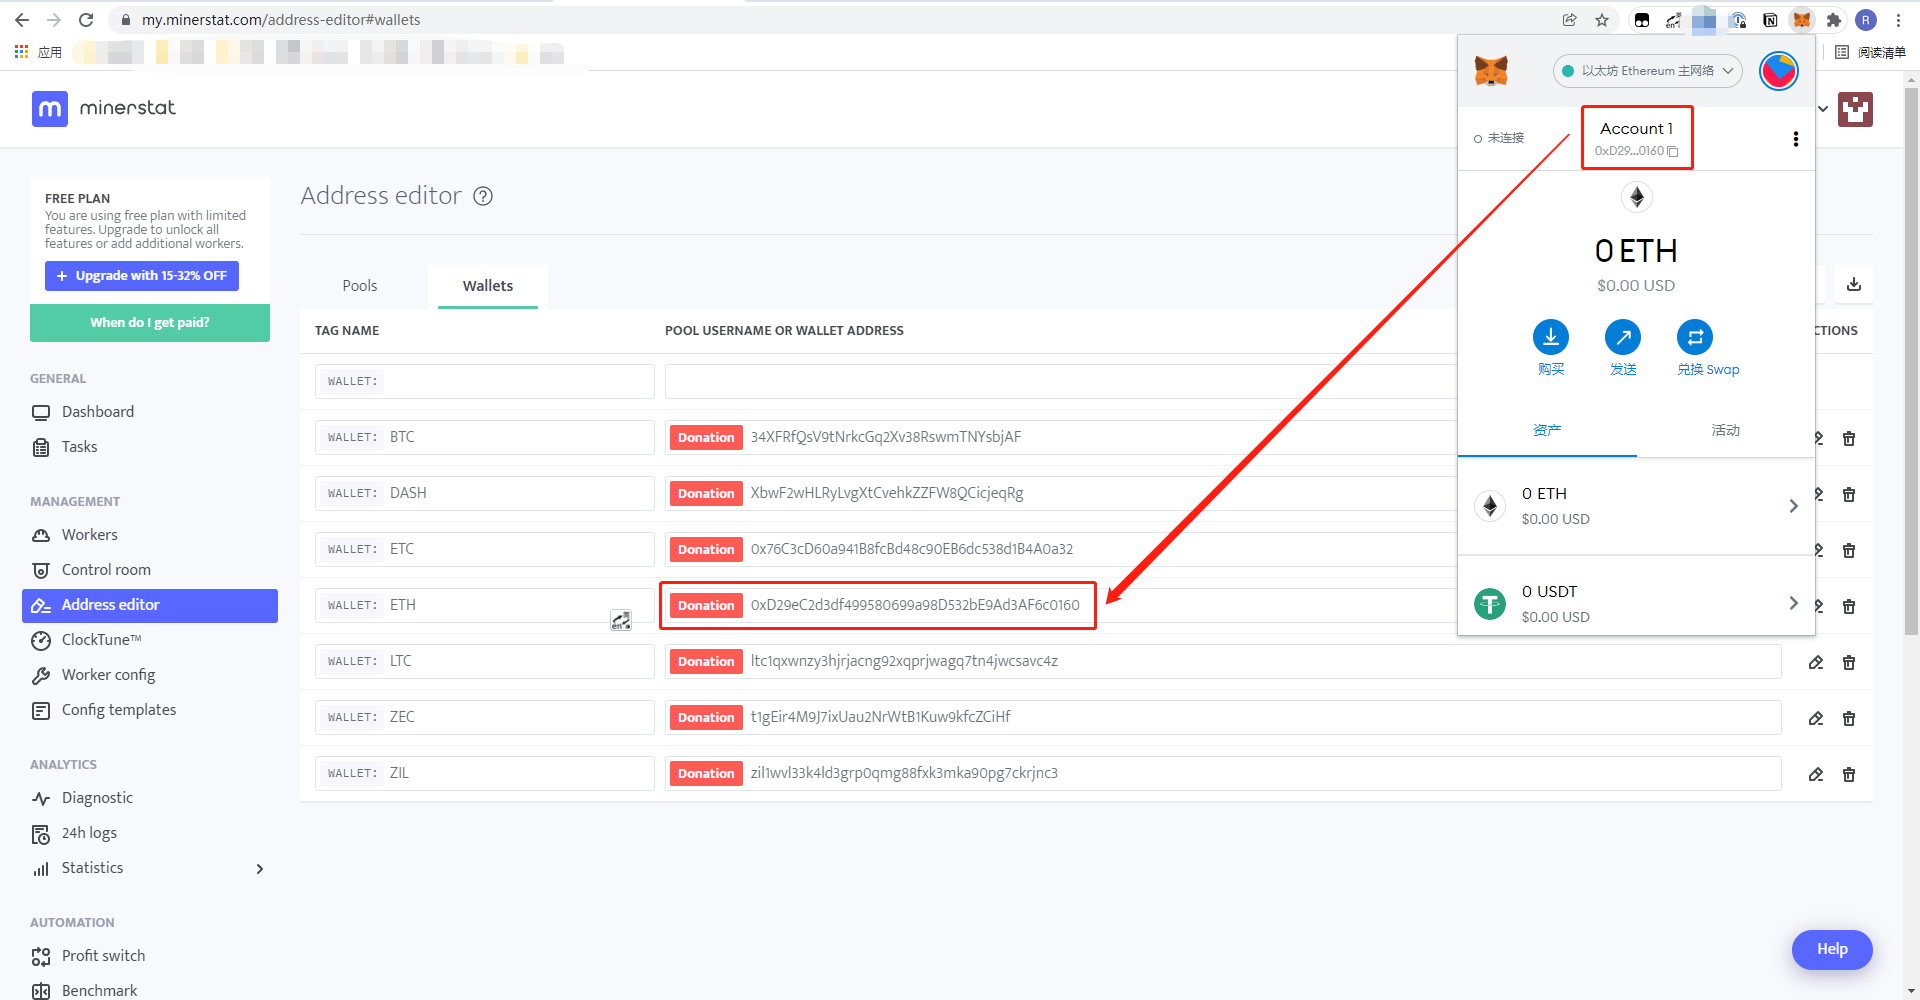 my.minerstat.com/address-editor#wallets
R
应用
阅读清单
m minerstat
FREE PLAN
You are using free plan with limited
features. Upgrade to unlock all
features or add additional workers.
+ Upgrade with 15-32% OFF
When do I get paid?
GENERAL
Dashboard
Tasks
MANAGEMENT
Workers
Control room
Address editor
ClockTune™
Worker config
Config templates
ANALYTICS
Diagnostic
24h logs
Statistics
AUTOMATION
Profit switch
Benchmark
Address editor ?
Pools
Wallets
TAG NAME
POOL USERNAME OR WALLET ADDRESS
CTIONS
WALLET:
WALLET: BTC
Donation 34XFRfQsV9tNrkcGq2Xv38RswmTNYsbjAF
WALLET: DASH
Donation XbwF2wHLRyLvgXtCvehkZZFW8QCicjeqRg
WALLET: ETC
Donation 0x76C3cD60a941B8fcBd48c90EB6dc538d1B4A0a32
WALLET: ETH
en
Donation 0xD29eC2d3df499580699a98D532bE9Ad3AF6c0160
WALLET: LTC
Donation ltc1qxwnzy3hjrjacng92xqprjwagq7tn4jwcsavc4z
WALLET: ZEC
Donation t1gEir4M9J7ixUau2NrWtB1Kuw9kfcZCiHf
WALLET: ZIL
Donation zil1wvl33k4ld3grp0qmg88fxk3mka90pg7ckrjnc3
以太坊 Ethereum 主网络
未连接
Account 1
0xD29...0160
0 ETH
$0.00 USD
购买
发送
兑换 Swap
资产
活动
0 ETH
$0.00 USD
0 USDT
$0.00 USD
Help